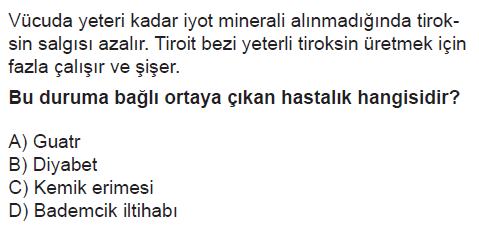 Vücuda yeteri kadar iyot minerali alınmadığında tirok-
sin salgısı azalır. Tiroit bezi yeterli tiroksin üretmek için
fazla çalışır ve şişer.
Bu duruma bağlı ortaya çıkan hastalık hangisidir?
A) Guatr
B) Diyabet
C) Kemik erimesi
D) Bademcik iltihabı